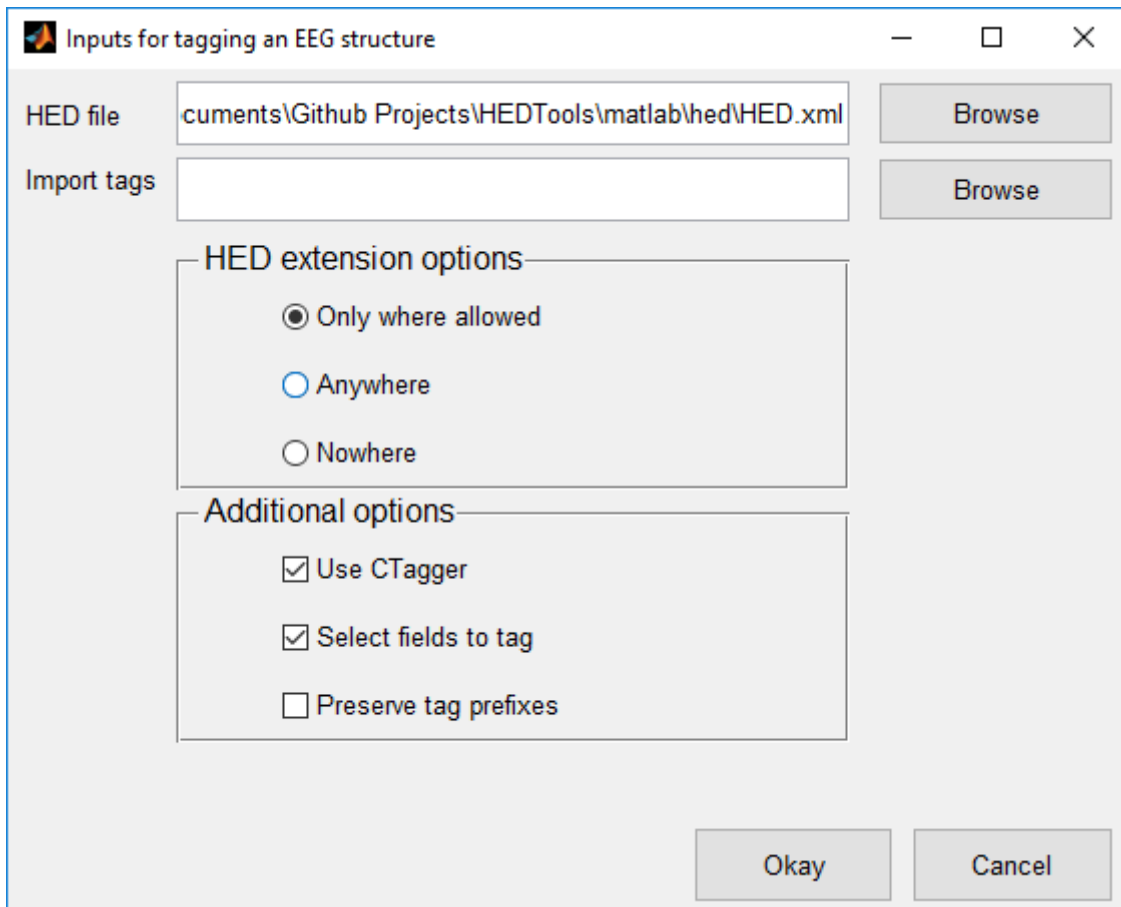 Inputs for tagging an EEG structure
HED file cuments\Github Projects\HEDTools\matlab\hed\HED.xml Browse
Import tags Browse
HED extension options
Only where allowed
Anywhere
Nowhere
Additional options
Use CTagger
Select fields to tag
Preserve tag prefixes
Okay Cancel